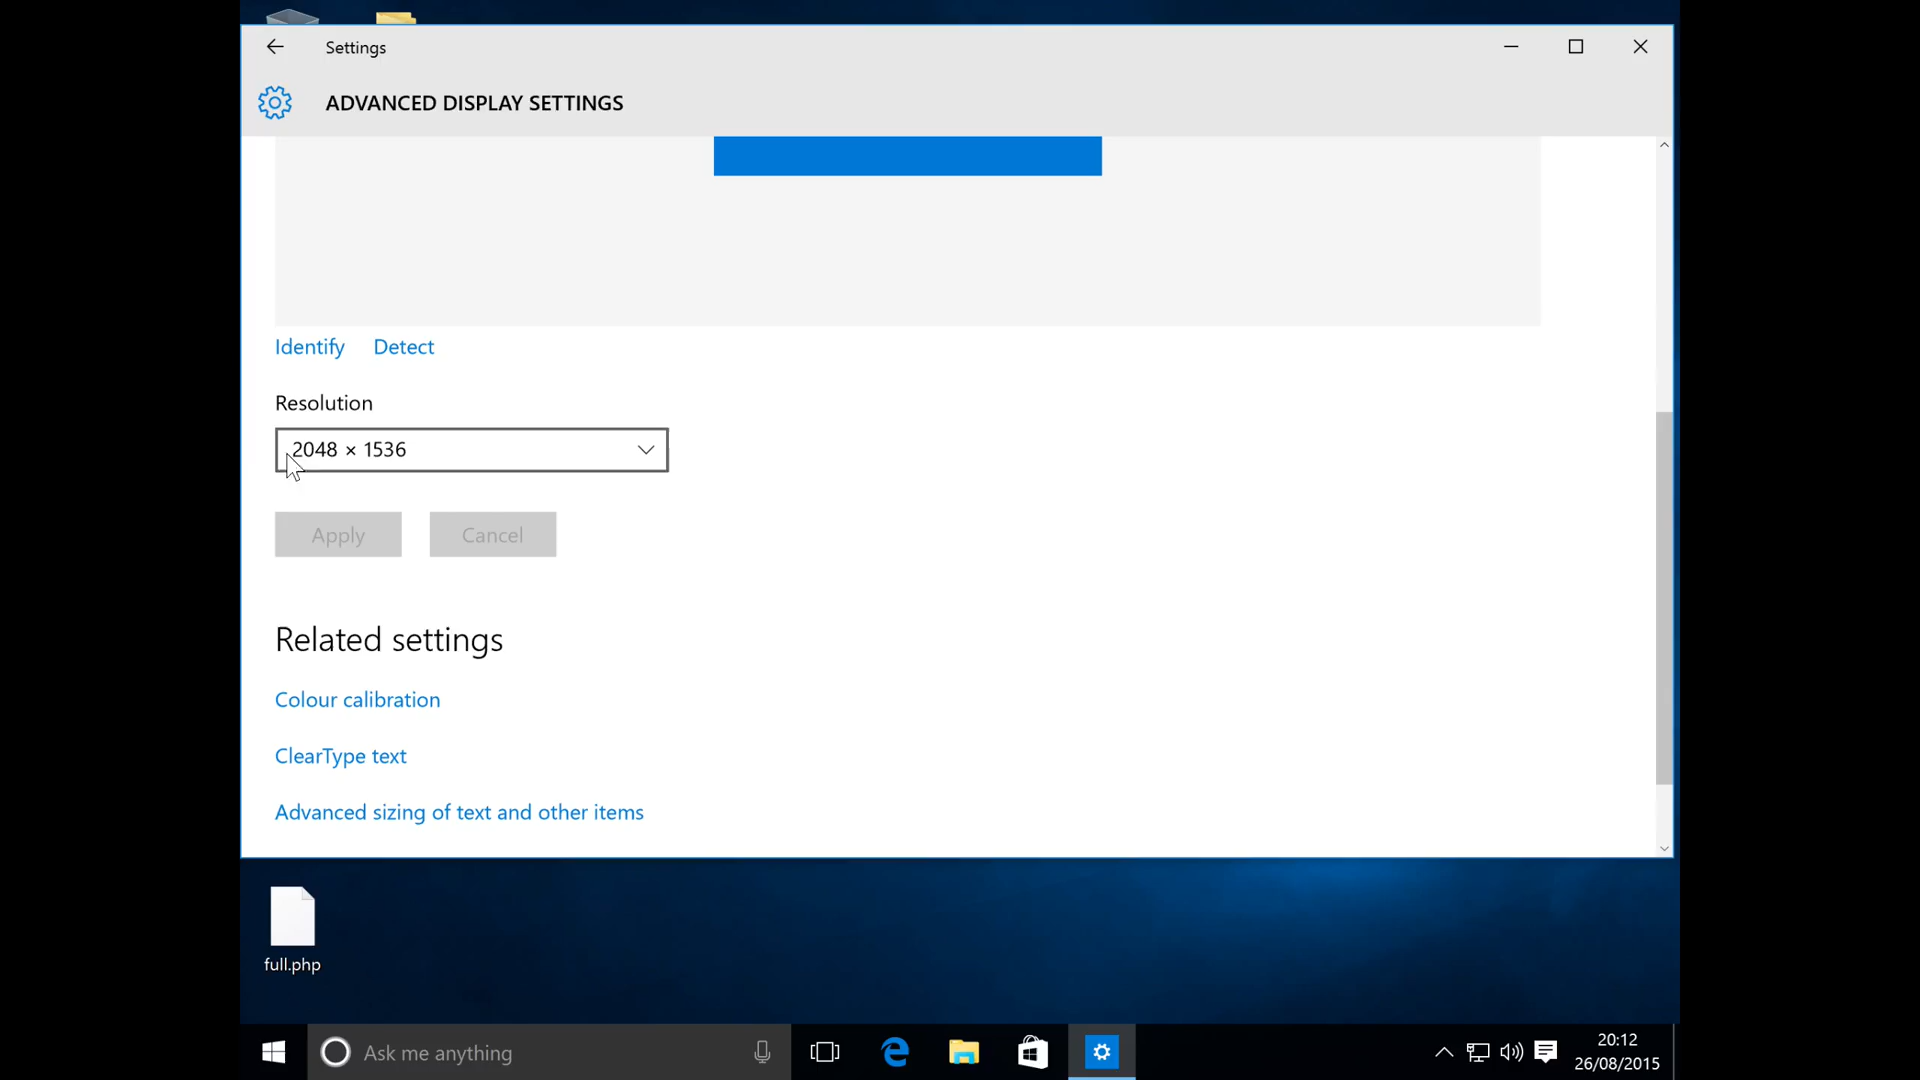 Settings
ADVANCED DISPLAY SETTINGS
Identify Detect
Resolution
2048 × 1536
Apply Cancel
Related settings
Colour calibration
ClearType text
Advanced sizing of text and other items
full.php
Ask me anything
20:12
26/08/2015